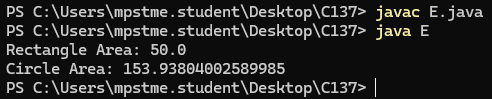 PS C:\Users\mpstme.student\Desktop\C137> javac E.java
PS C:\Users\mpstme.student\Desktop\C137> java E
Rectangle Area: 50.0
Circle Area: 153.93804002589985
PS C:\Users\mpstme.student\Desktop\C137>